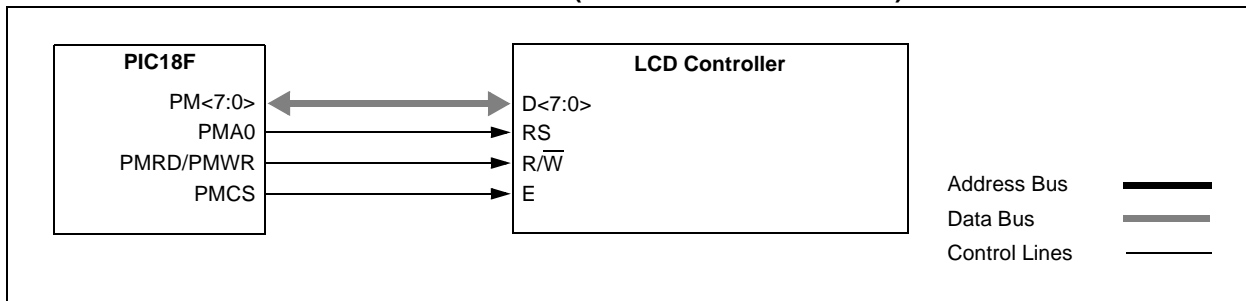 PIC18F
LCD Controller
PM<7:0>
D<7:0>
PMA0
RS
PMRD/PMWR
R/W̅
PMCS
E
Address Bus
Data Bus
Control Lines